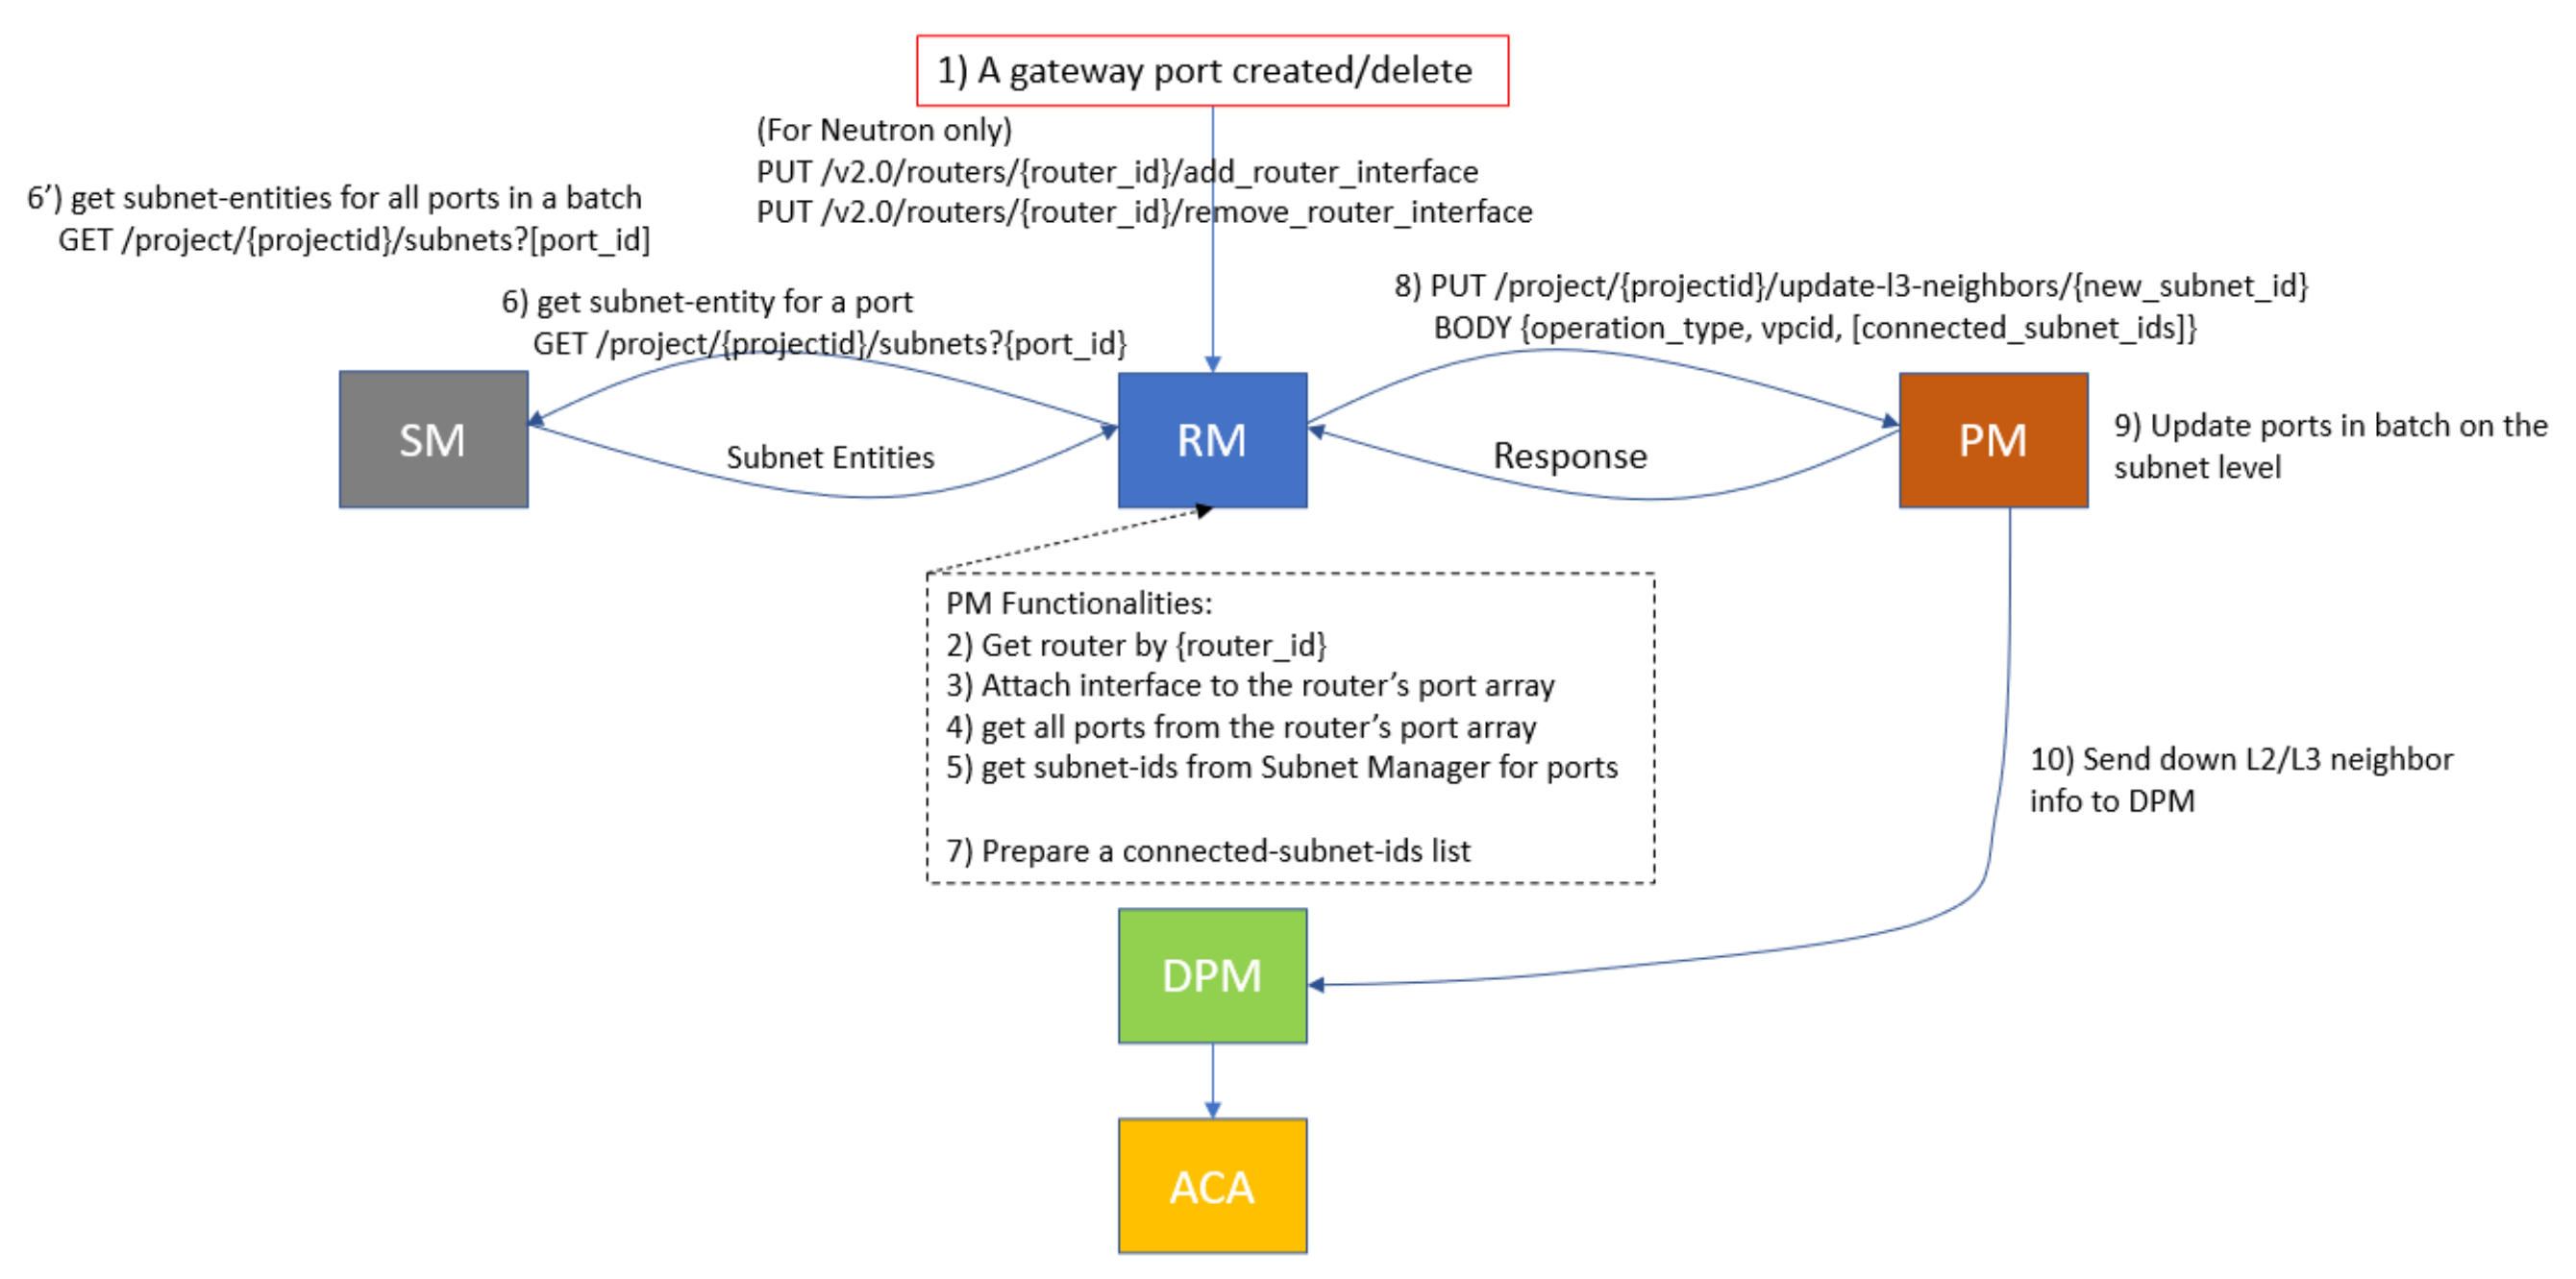 1) A gateway port created/delete
(For Neutron only)
PUT /v2.0/routers/{router_id}/add_router_interface
PUT /v2.0/routers/{router_id}/remove_router_interface
6’) get subnet-entities for all ports in a batch
GET /project/{projectid}/subnets?[port_id]
6) get subnet-entity for a port
GET /project/{projectid}/subnets?{port_id}
8) PUT /project/{projectid}/update-l3-neighbors/{new_subnet_id}
BODY {operation_type, vpcid, [connected_subnet_ids]}
SM
Subnet Entities
RM
Response
PM
9) Update ports in batch on the
subnet level
PM Functionalities:
2) Get router by {router_id}
3) Attach interface to the router’s port array
4) get all ports from the router’s port array
5) get subnet-ids from Subnet Manager for ports
7) Prepare a connected-subnet-ids list
10) Send down L2/L3 neighbor
info to DPM
DPM
ACA